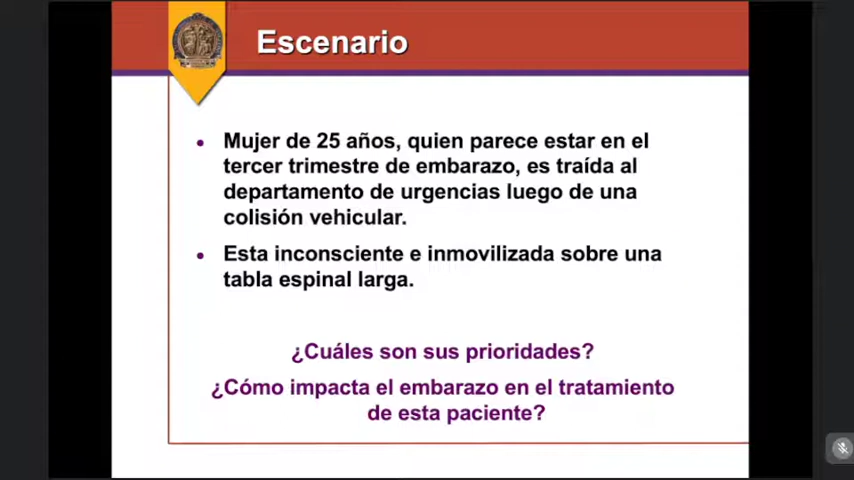 Escenario
Mujer de 25 años, quien parece estar en el
tercer trimestre de embarazo, es traída al
departamento de urgencias luego de una
colisión vehicular.
Esta inconsciente e inmovilizada sobre una
tabla espinal larga.
¿Cuáles son sus prioridades?
¿Cómo impacta el embarazo en el tratamiento
de esta paciente?